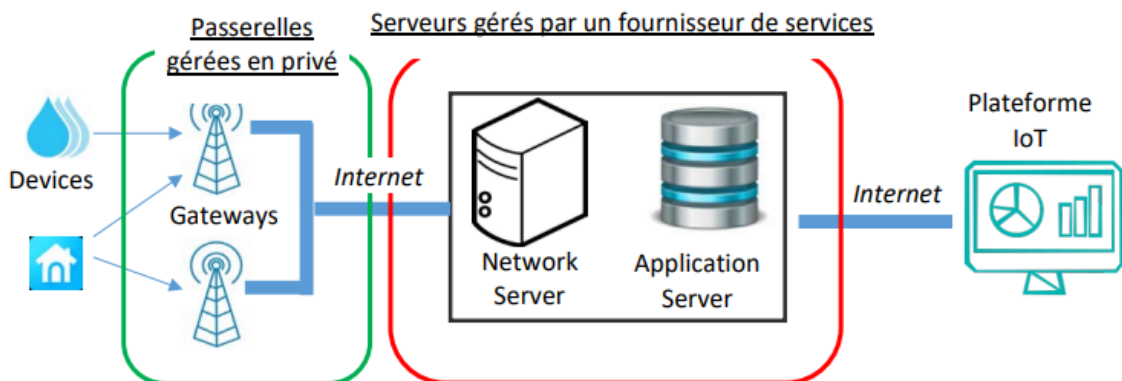 Passerelles
gérées en privé
Serveurs gérés par un fournisseur de services
Devices
Gateways
Internet
Network
Server
Application
Server
Internet
Plateforme
IoT